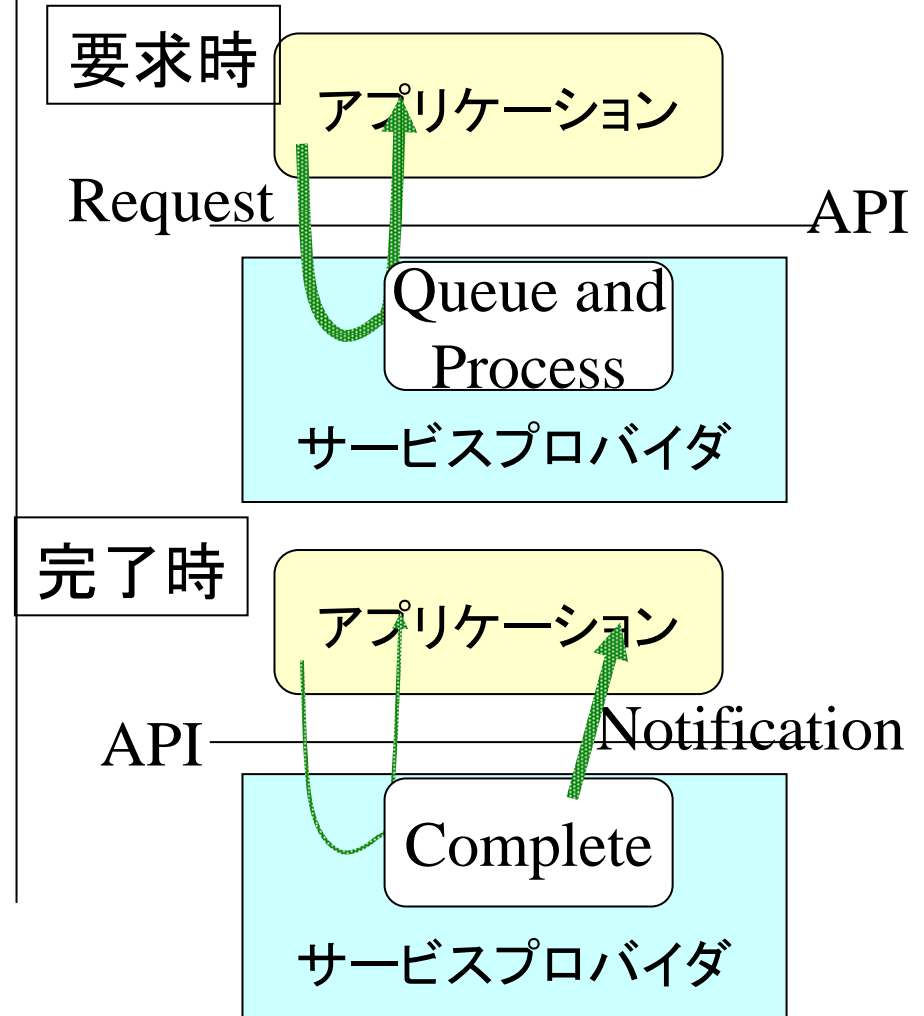 要求時
アプリケーション
Request
API
Queue and
Process
サービスプロバイダ
完了時
アプリケーション
API
Notification
Complete
サービスプロバイダ